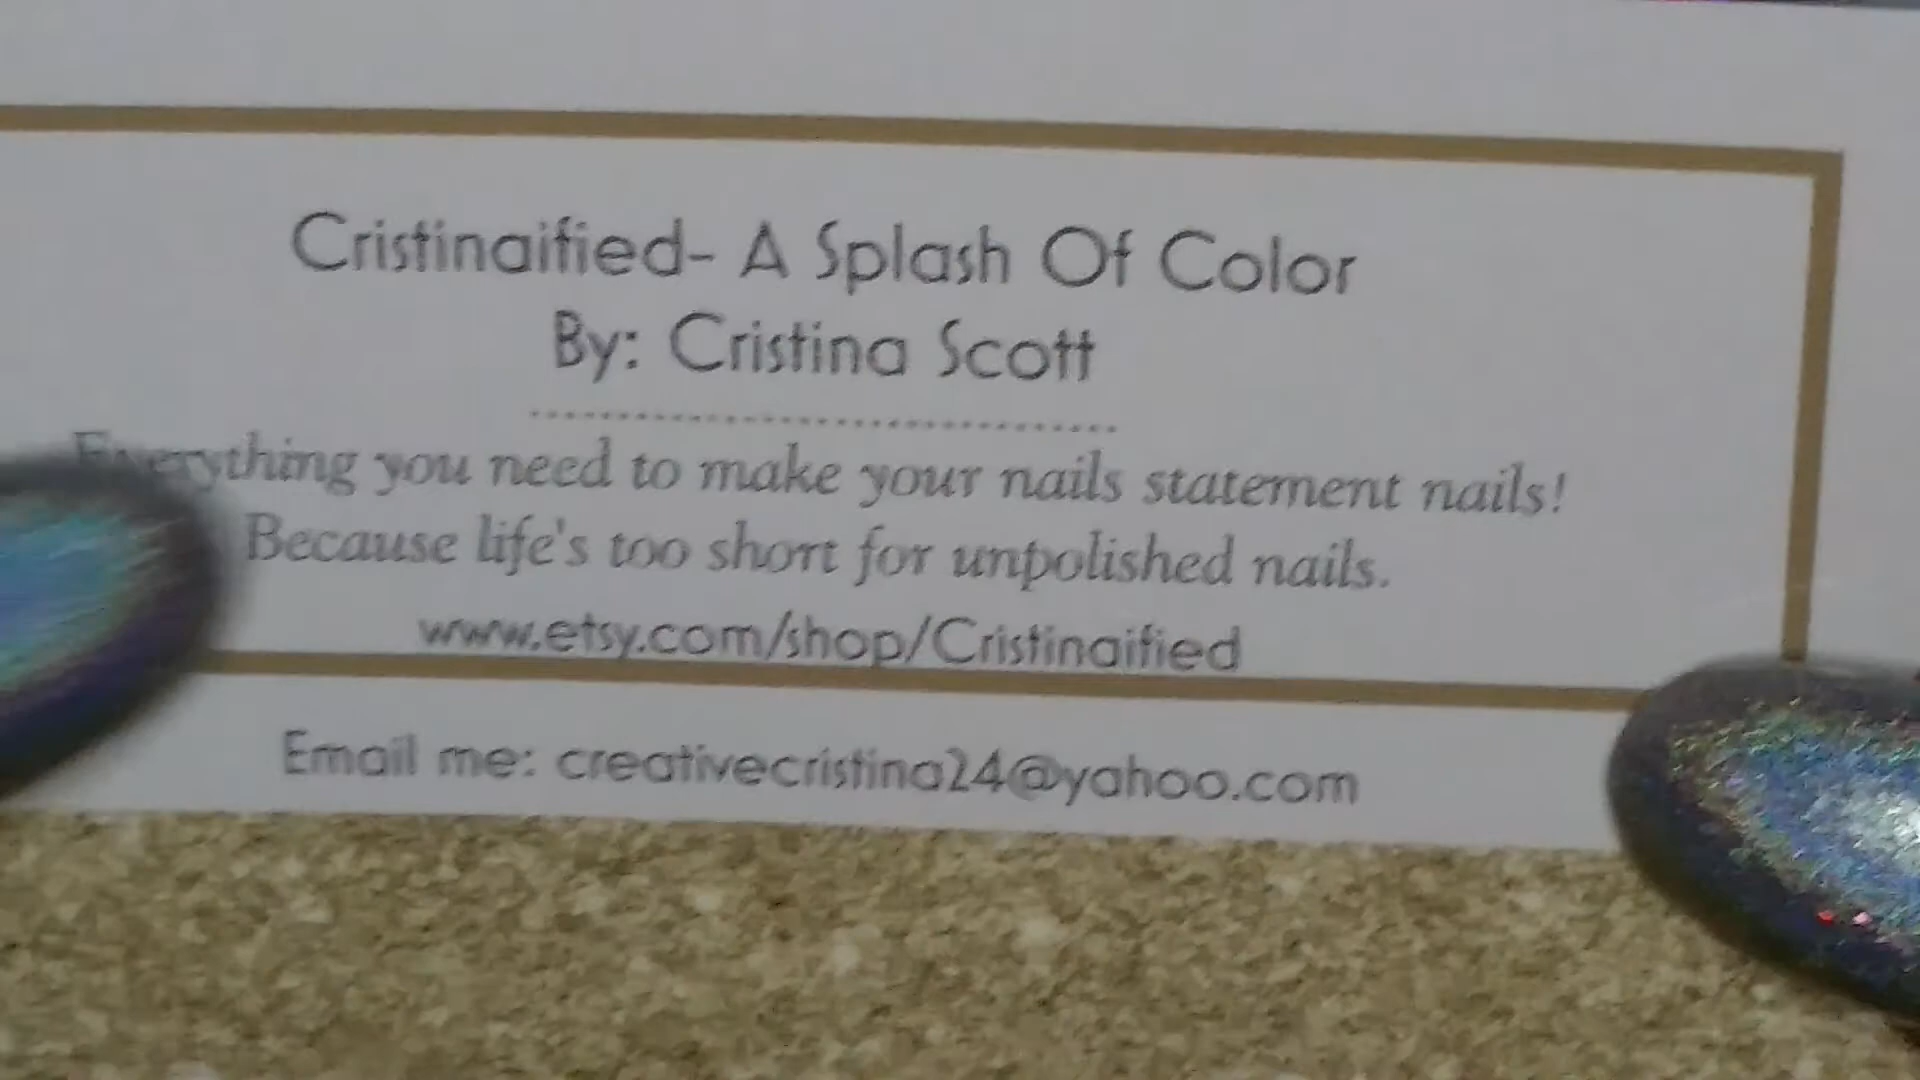 Cristinaified- A Splash Of Color
By: Cristina Scott
Everything you need to make your nails statement nails!
Because life's too short for unpolished nails.
www.etsy.com/shop/Cristinaified
Email me: creativecristina24@yahoo.com